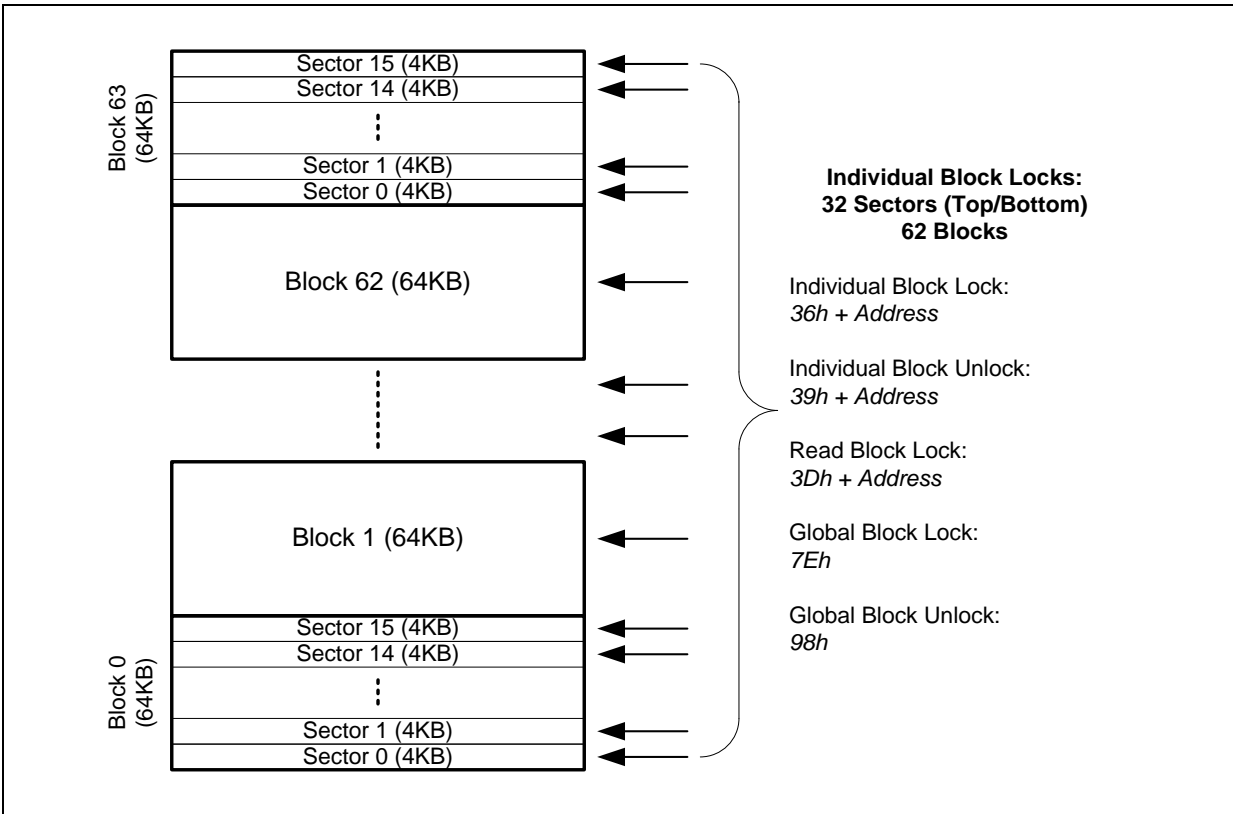 Block 63
(64KB)
Sector 15 (4KB)
Sector 14 (4KB)
Sector 1 (4KB)
Sector 0 (4KB)
Block 62 (64KB)
Block 1 (64KB)
Block 0
(64KB)
Sector 15 (4KB)
Sector 14 (4KB)
Sector 1 (4KB)
Sector 0 (4KB)
Individual Block Locks:
32 Sectors (Top/Bottom)
62 Blocks
Individual Block Lock:
36h + Address
Individual Block Unlock:
39h + Address
Read Block Lock:
3Dh + Address
Global Block Lock:
7Eh
Global Block Unlock:
98h